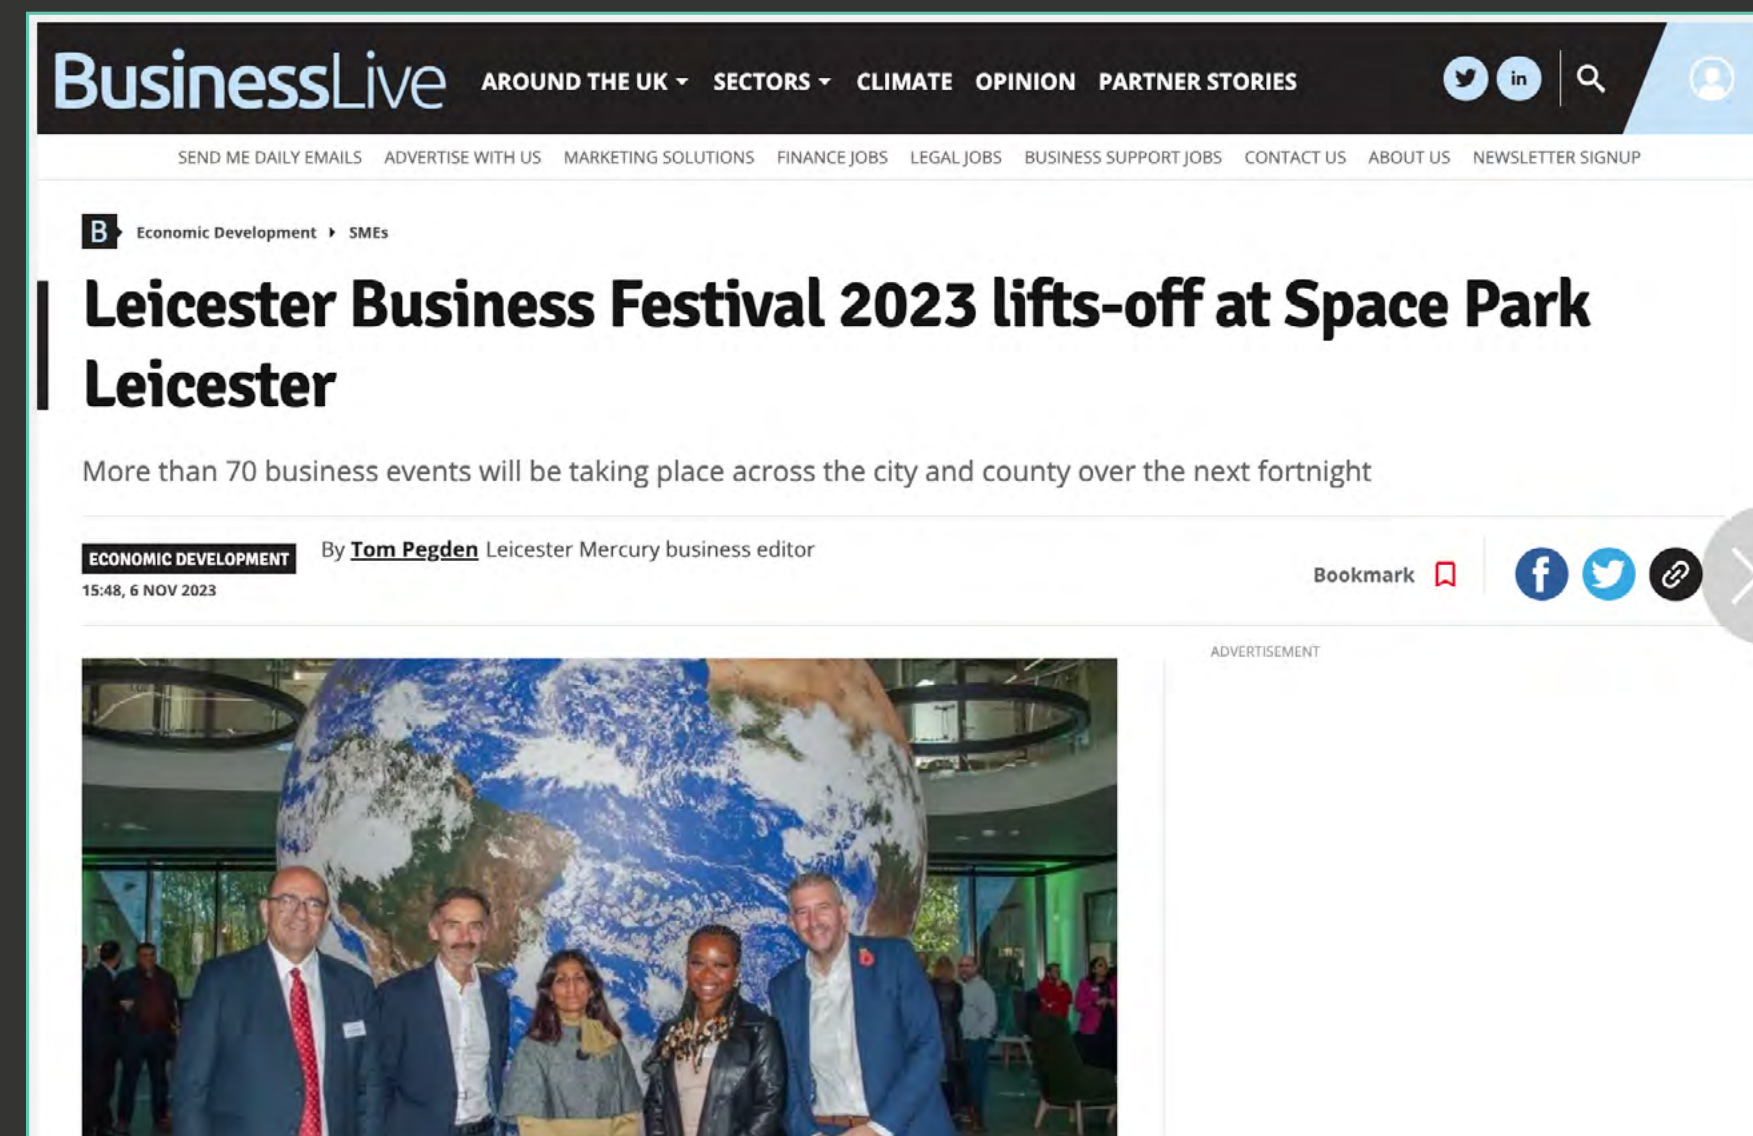 BusinessLive AROUND THE UK SECTORS CLIMATE OPINION PARTNER STORIES in
SEND ME DAILY EMAILS ADVERTISE WITH US MARKETING SOLUTIONS FINANCE JOBS LEGAL JOBS BUSINESS SUPPORT JOBS CONTACT US ABOUT US NEWSLETTER SIGNUP
B Economic Development SMEs
Leicester Business Festival 2023 lifts-off at Space Park
Leicester
More than 70 business events will be taking place across the city and county over the next fortnight
ECONOMIC DEVELOPMENT By Tom Pegden Leicester Mercury business editor
15:48, 6 NOV 2023
Bookmark f
ADVERTISEMENT